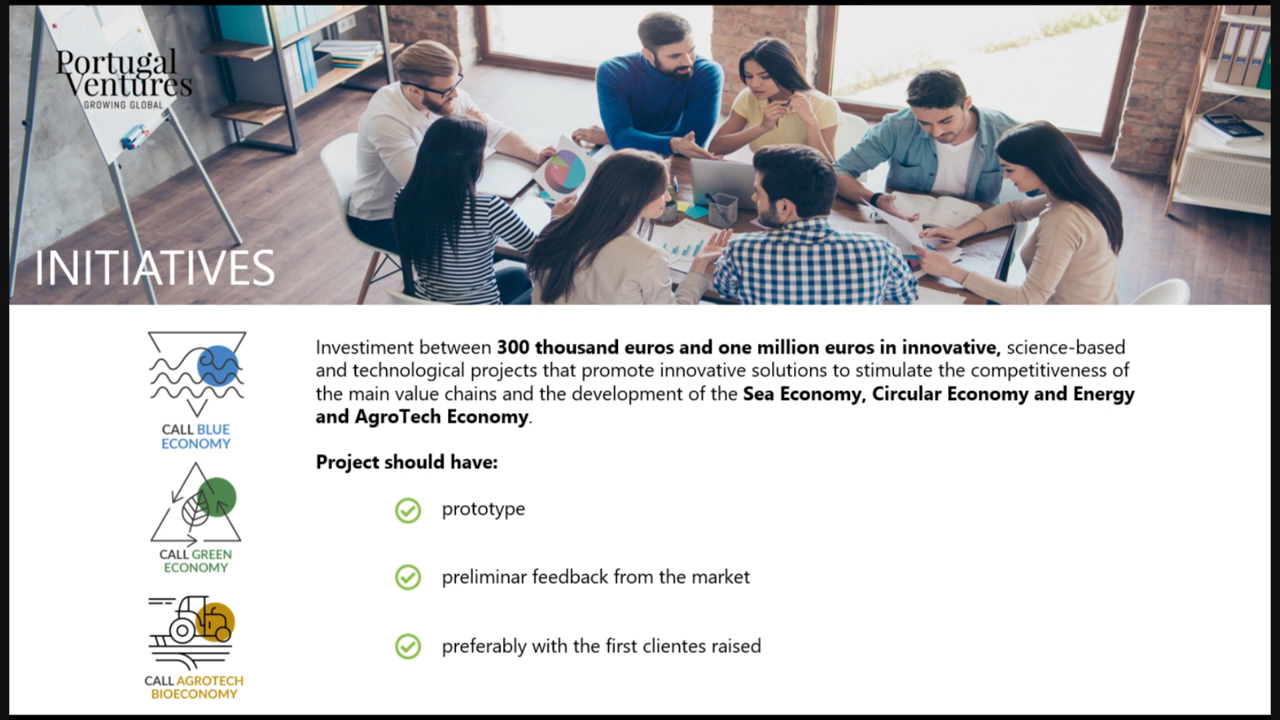 Portugal
Ventures
GROWING GLOBAL
INITIATIVES
CALL BLUE
ECONOMY
CALL GREEN
ECONOMY
CALL AGROTECH
BIOECONOMY
Investiment between 300 thousand euros and one million euros in innovative, science-based
and technological projects that promote innovative solutions to stimulate the competitiveness of
the main value chains and the development of the Sea Economy, Circular Economy and Energy
and AgroTech Economy.
Project should have:
prototype
preliminar feedback from the market
preferably with the first clientes raised